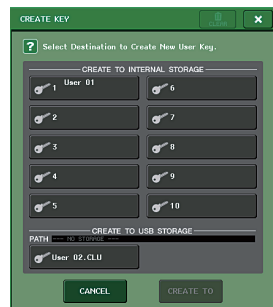 CREATE KEY
CLEAR
Select Destination to Create New User Key.
CREATE TO INTERNAL STORAGE
1 User 01
6
2
7
3
8
4
9
5
10
CREATE TO USB STORAGE
PATH --- NO STORAGE ---
User 02.CLU
CANCEL
CREATE TO